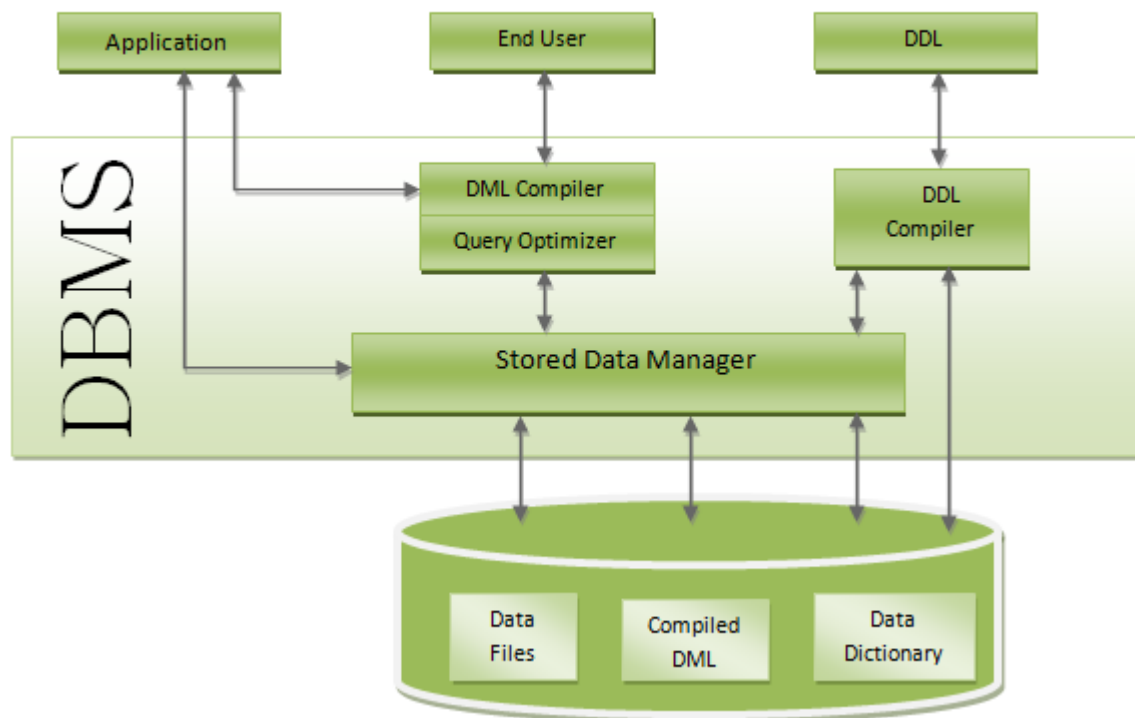 Application
End User
DDL
DBMS
DML Compiler
Query Optimizer
DDL
Compiler
Stored Data Manager
Data
Files
Compiled
DML
Data
Dictionary